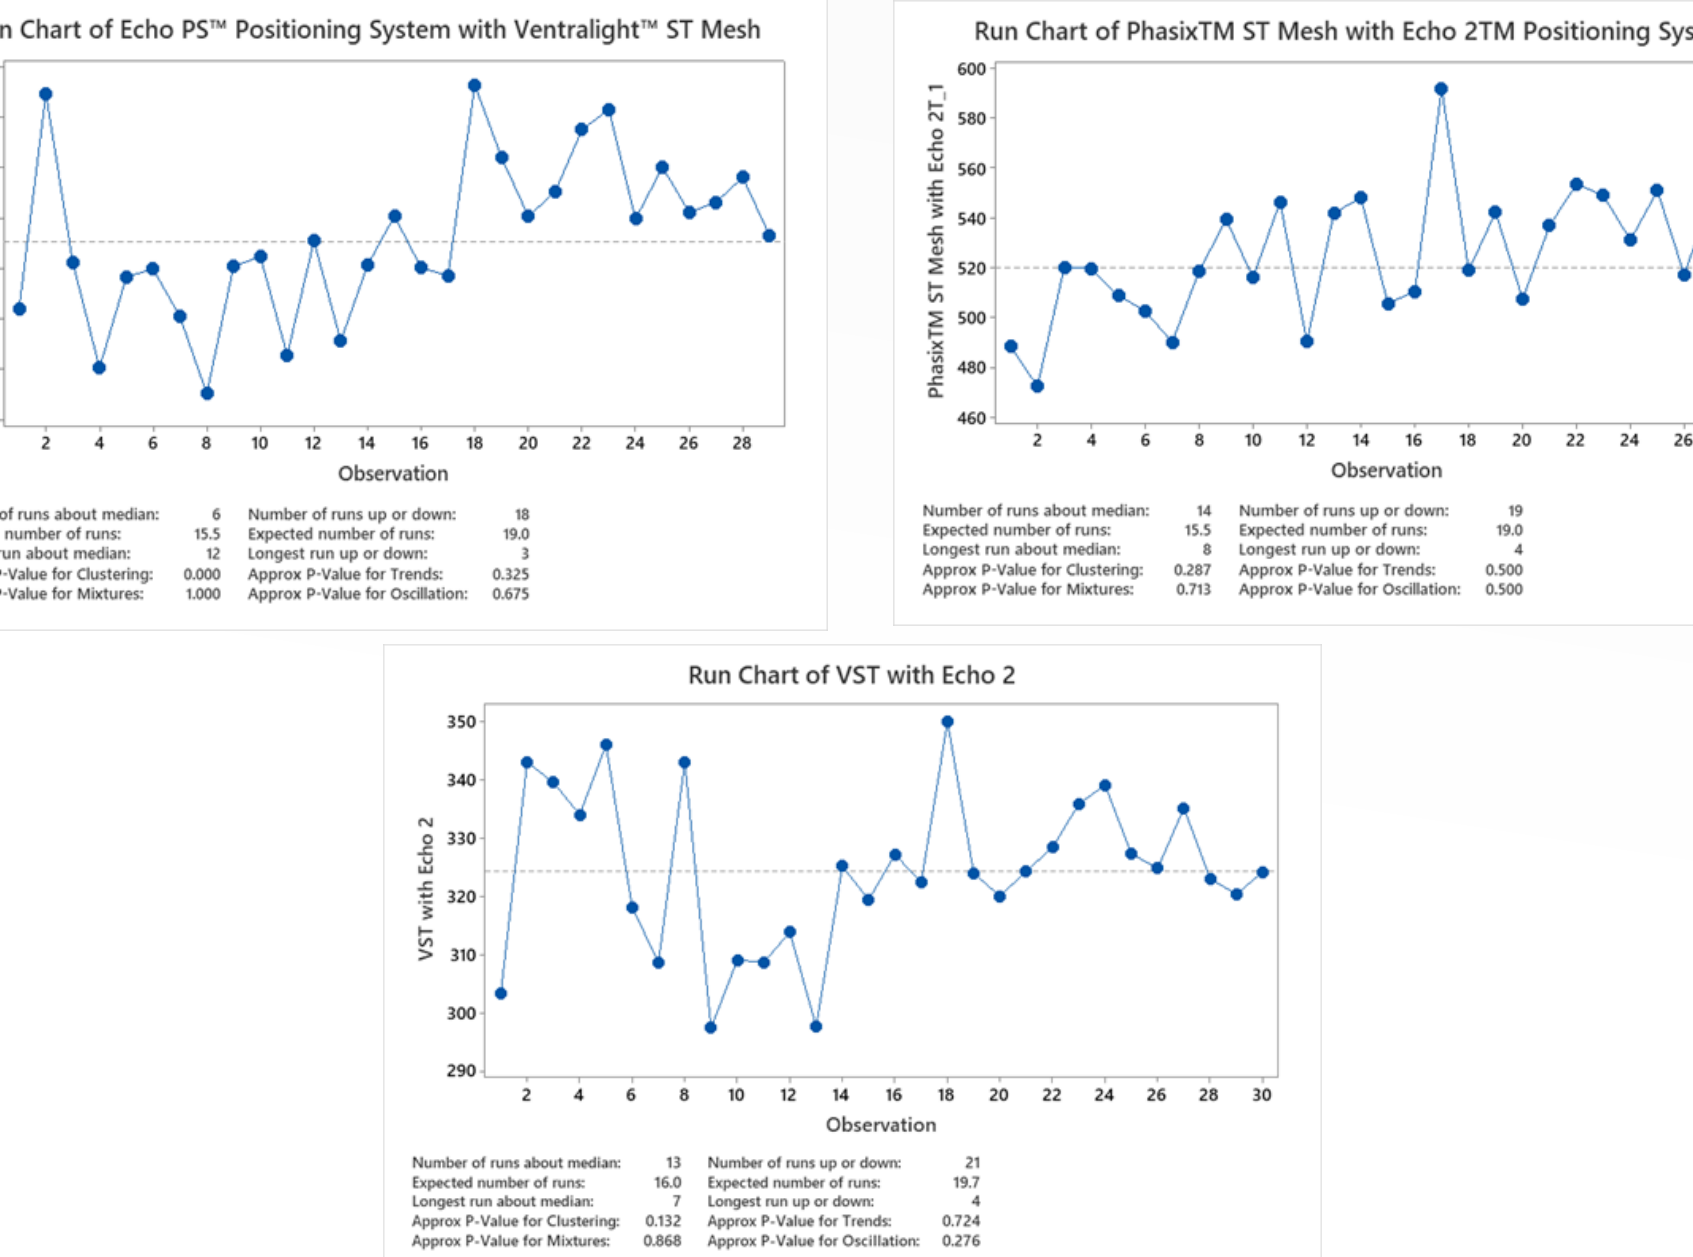 n Chart of Echo PS™ Positioning System with Ventralight™ ST Mesh
2 4 6 8 10 12 14 16 18 20 22 24 26 28
Observation
of runs about median: 6 Number of runs up or down: 18
number of runs: 15.5 Expected number of runs: 19.0
run about median: 12 Longest run up or down: 3
P-Value for Clustering: 0.000 Approx P-Value for Trends: 0.325
P-Value for Mixtures: 1.000 Approx P-Value for Oscillation: 0.675
Run Chart of PhasixTM ST Mesh with Echo 2TM Positioning Sys
PhasixTM ST Mesh with Echo 2T_1
600
580
560
540
520
500
480
460
2 4 6 8 10 12 14 16 18 20 22 24 26
Observation
Number of runs about median: 14 Number of runs up or down: 19
Expected number of runs: 15.5 Expected number of runs: 19.0
Longest run about median: 8 Longest run up or down: 4
Approx P-Value for Clustering: 0.287 Approx P-Value for Trends: 0.500
Approx P-Value for Mixtures: 0.713 Approx P-Value for Oscillation: 0.500
Run Chart of VST with Echo 2
VST with Echo 2
350
340
330
320
310
300
290
2 4 6 8 10 12 14 16 18 20 22 24 26 28 30
Observation
Number of runs about median: 13 Number of runs up or down: 21
Expected number of runs: 16.0 Expected number of runs: 19.7
Longest run about median: 7 Longest run up or down: 4
Approx P-Value for Clustering: 0.132 Approx P-Value for Trends: 0.724
Approx P-Value for Mixtures: 0.868 Approx P-Value for Oscillation: 0.276